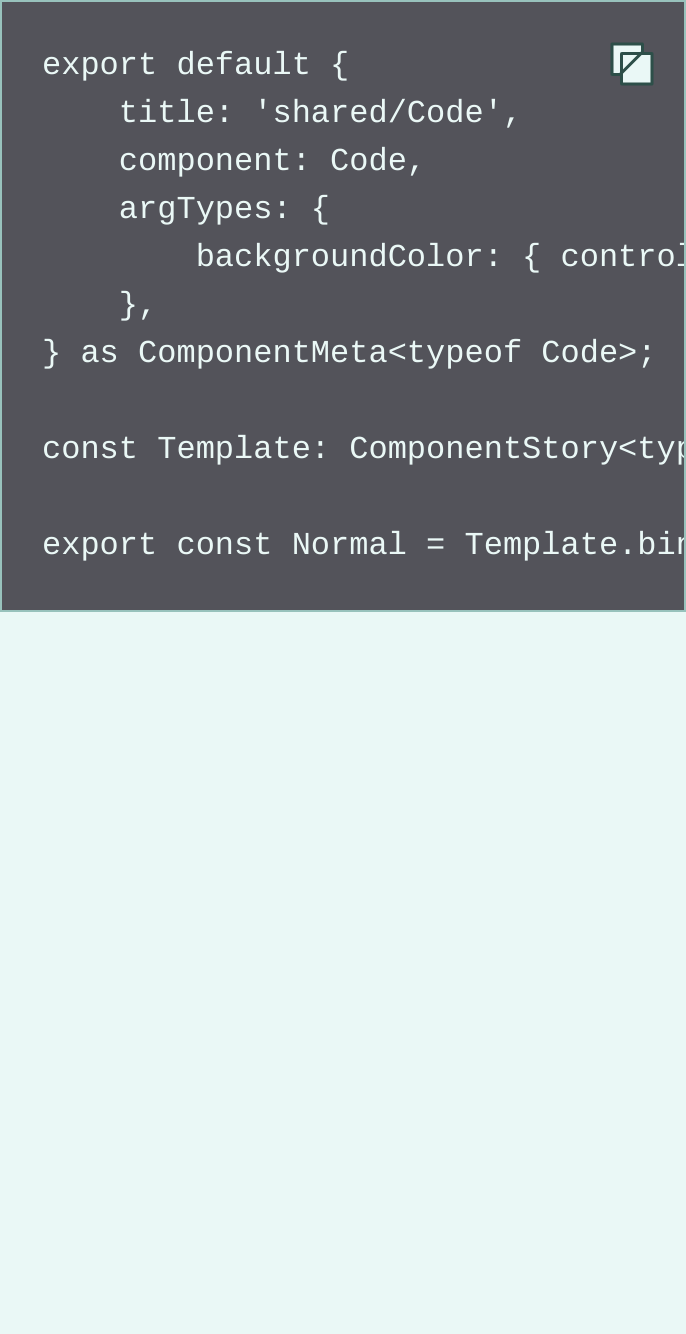 export default {
    title: 'shared/Code',
    component: Code,
    argTypes: {
        backgroundColor: { control
    },
} as ComponentMeta<typeof Code>;
const Template: ComponentStory<typ
export const Normal = Template.bin